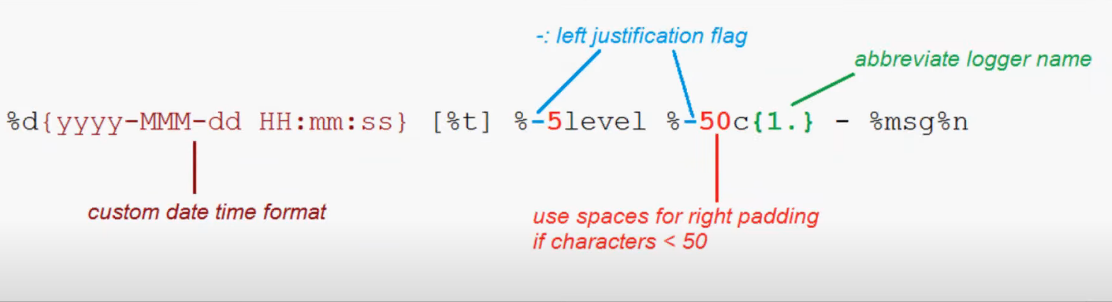 -: left justification flag
abbreviate logger name
%d{yyyy-MMM-dd HH:mm:ss} [%t] %-5level %-50c{1.} - %msg%n
custom date time format
use spaces for right padding
if characters < 50